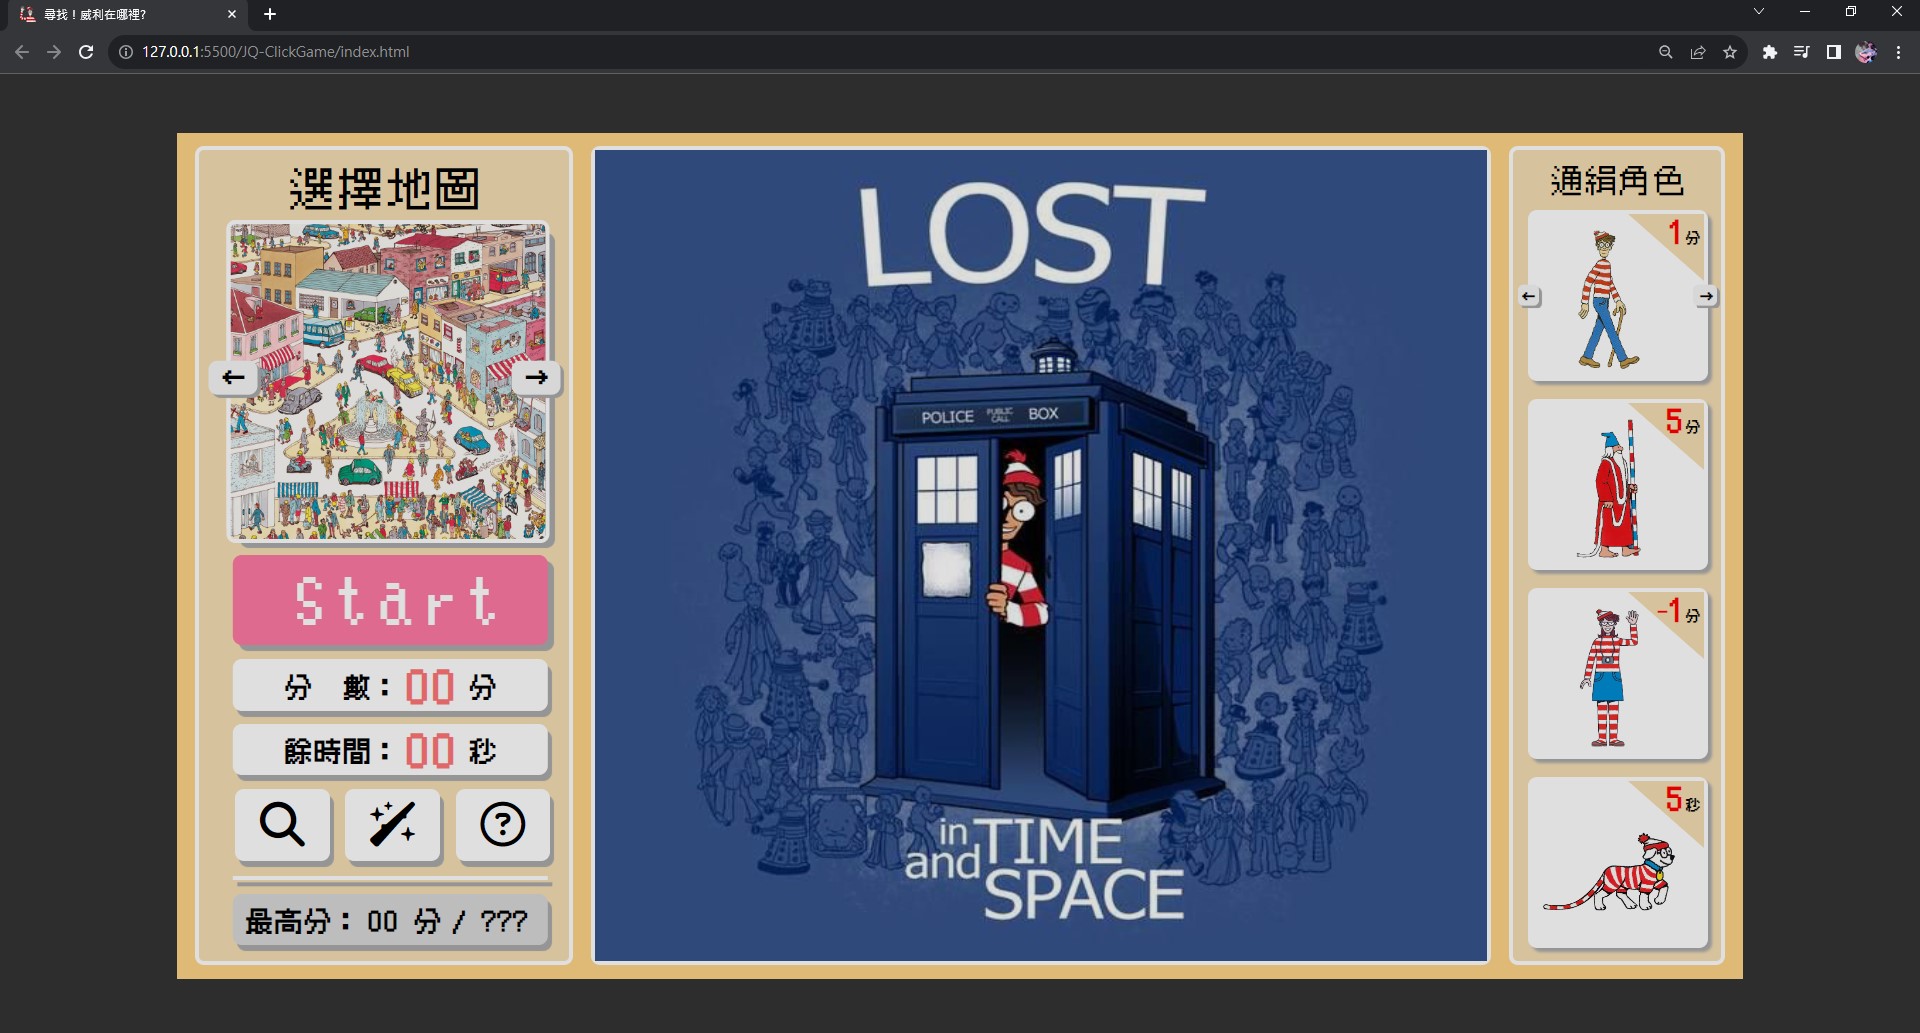 尋找！威利在哪裡?
127.0.0.1:5500/JQ-ClickGame/index.html
選擇地圖
Start
分 數：00 分
餘時間：00 秒
最高分：00 分 / ???
LOST
POLICE PUBLIC CALL BOX
in TIME
and SPACE
通緝角色
1分
5分
-1分
5秒